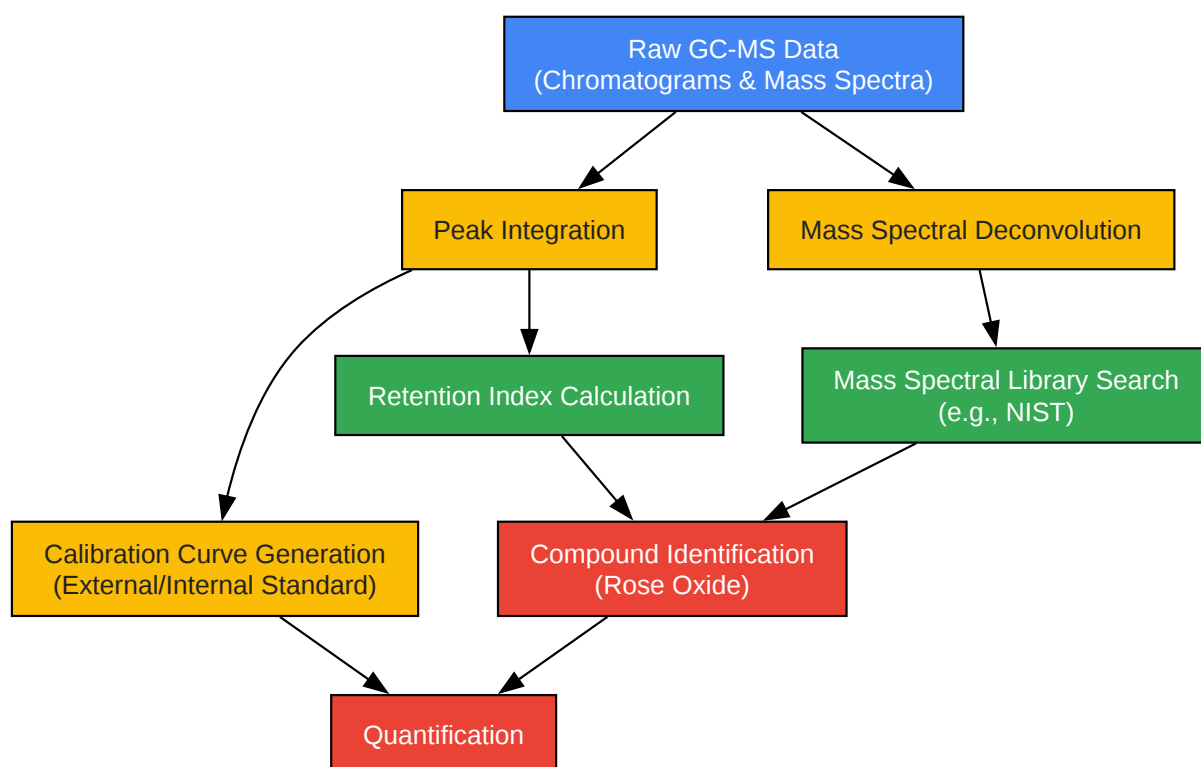 Raw GC-MS Data
(Chromatograms & Mass Spectra)
Peak Integration
Mass Spectral Deconvolution
Retention Index Calculation
Mass Spectral Library Search
(e.g., NIST)
Calibration Curve Generation
(External/Internal Standard)
Compound Identification
(Rose Oxide)
Quantification